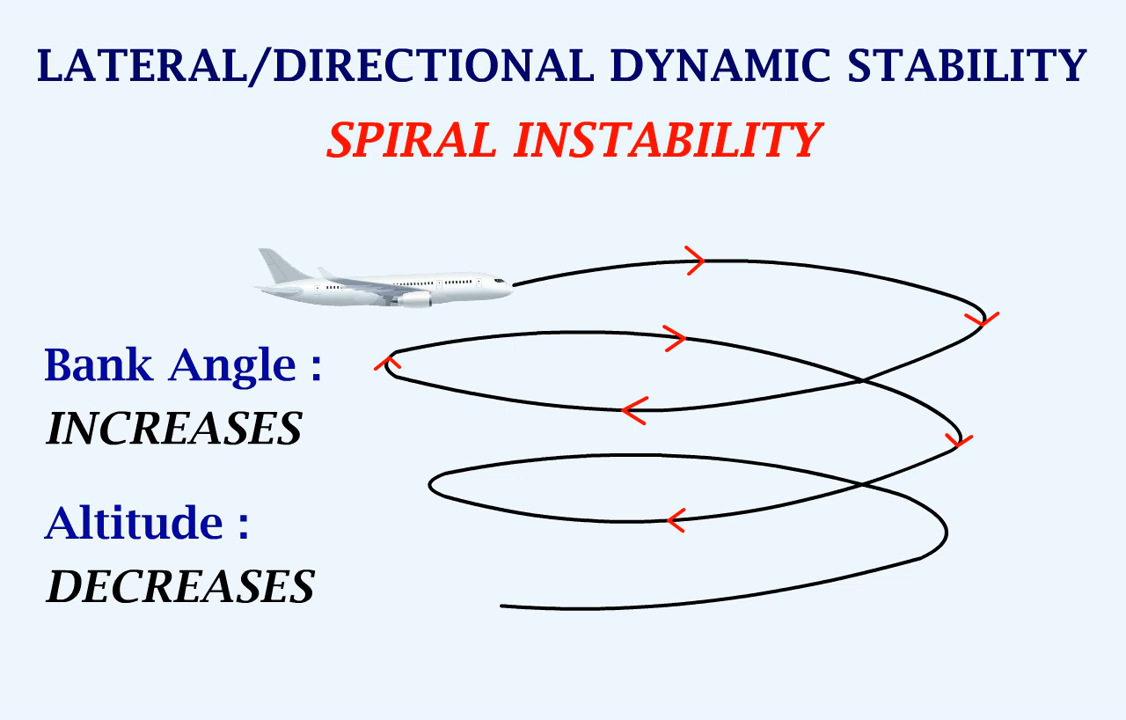 LATERAL/DIRECTIONAL DYNAMIC STABILITY
SPIRAL INSTABILITY
Bank Angle :
INCREASES
Altitude :
DECREASES